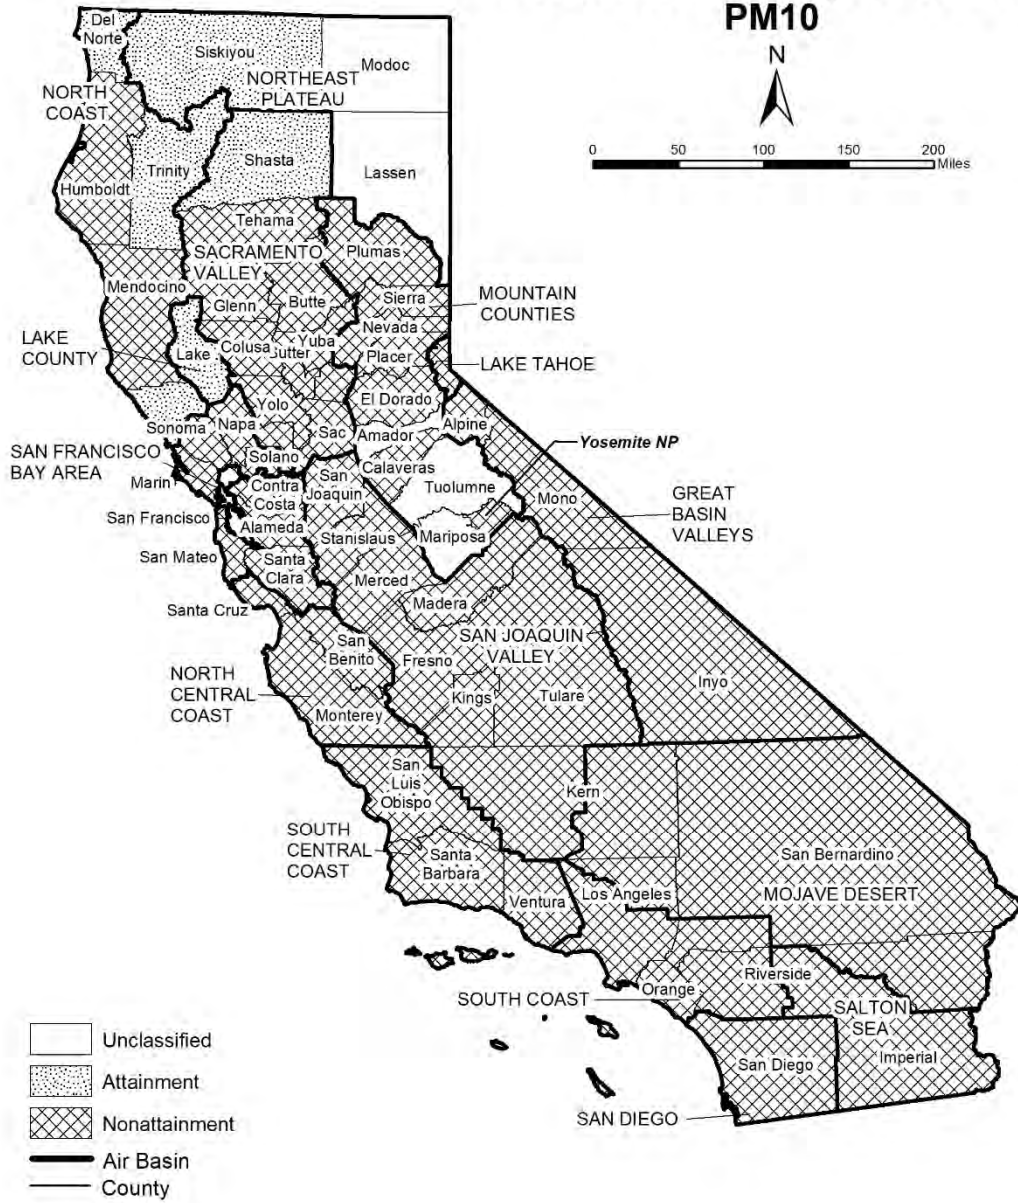 PM10
N
0 50 100 150 200
Miles
Del
Norte
Siskiyou
Modoc
NORTHEAST
PLATEAU
NORTH
COAST
Trinity
Shasta
Lassen
Humboldt
Tehama
Plumas
SACRAMENTO
VALLEY
Mendocino
Glenn
Butte
Sierra
MOUNTAIN
COUNTIES
Nevada
LAKE
COUNTY
Lake
Colusa
Yuba
Sutter
Placer
LAKE TAHOE
El Dorado
Yolo
Sonoma
Napa
Sac
Amador
Alpine
Yosemite NP
SAN FRANCISCO
BAY AREA
Solano
Calaveras
Marin
Contra
Costa
San
Joaquin
Tuolumne
Mono
GREAT
BASIN
VALLEYS
San Francisco
Alameda
Stanislaus
Mariposa
San Mateo
Santa
Clara
Merced
Santa Cruz
Madera
San
Benito
SAN JOAQUIN
VALLEY
Fresno
NORTH
CENTRAL
COAST
Kings
Tulare
Inyo
Monterey
San
Luis
Obispo
Kern
SOUTH
CENTRAL
COAST
Santa
Barbara
San Bernardino
Ventura
Los Angeles
MOJAVE DESERT
SOUTH COAST
Orange
Riverside
SALTON
SEA
San Diego
Imperial
SAN DIEGO
Unclassified
Attainment
Nonattainment
Air Basin
County